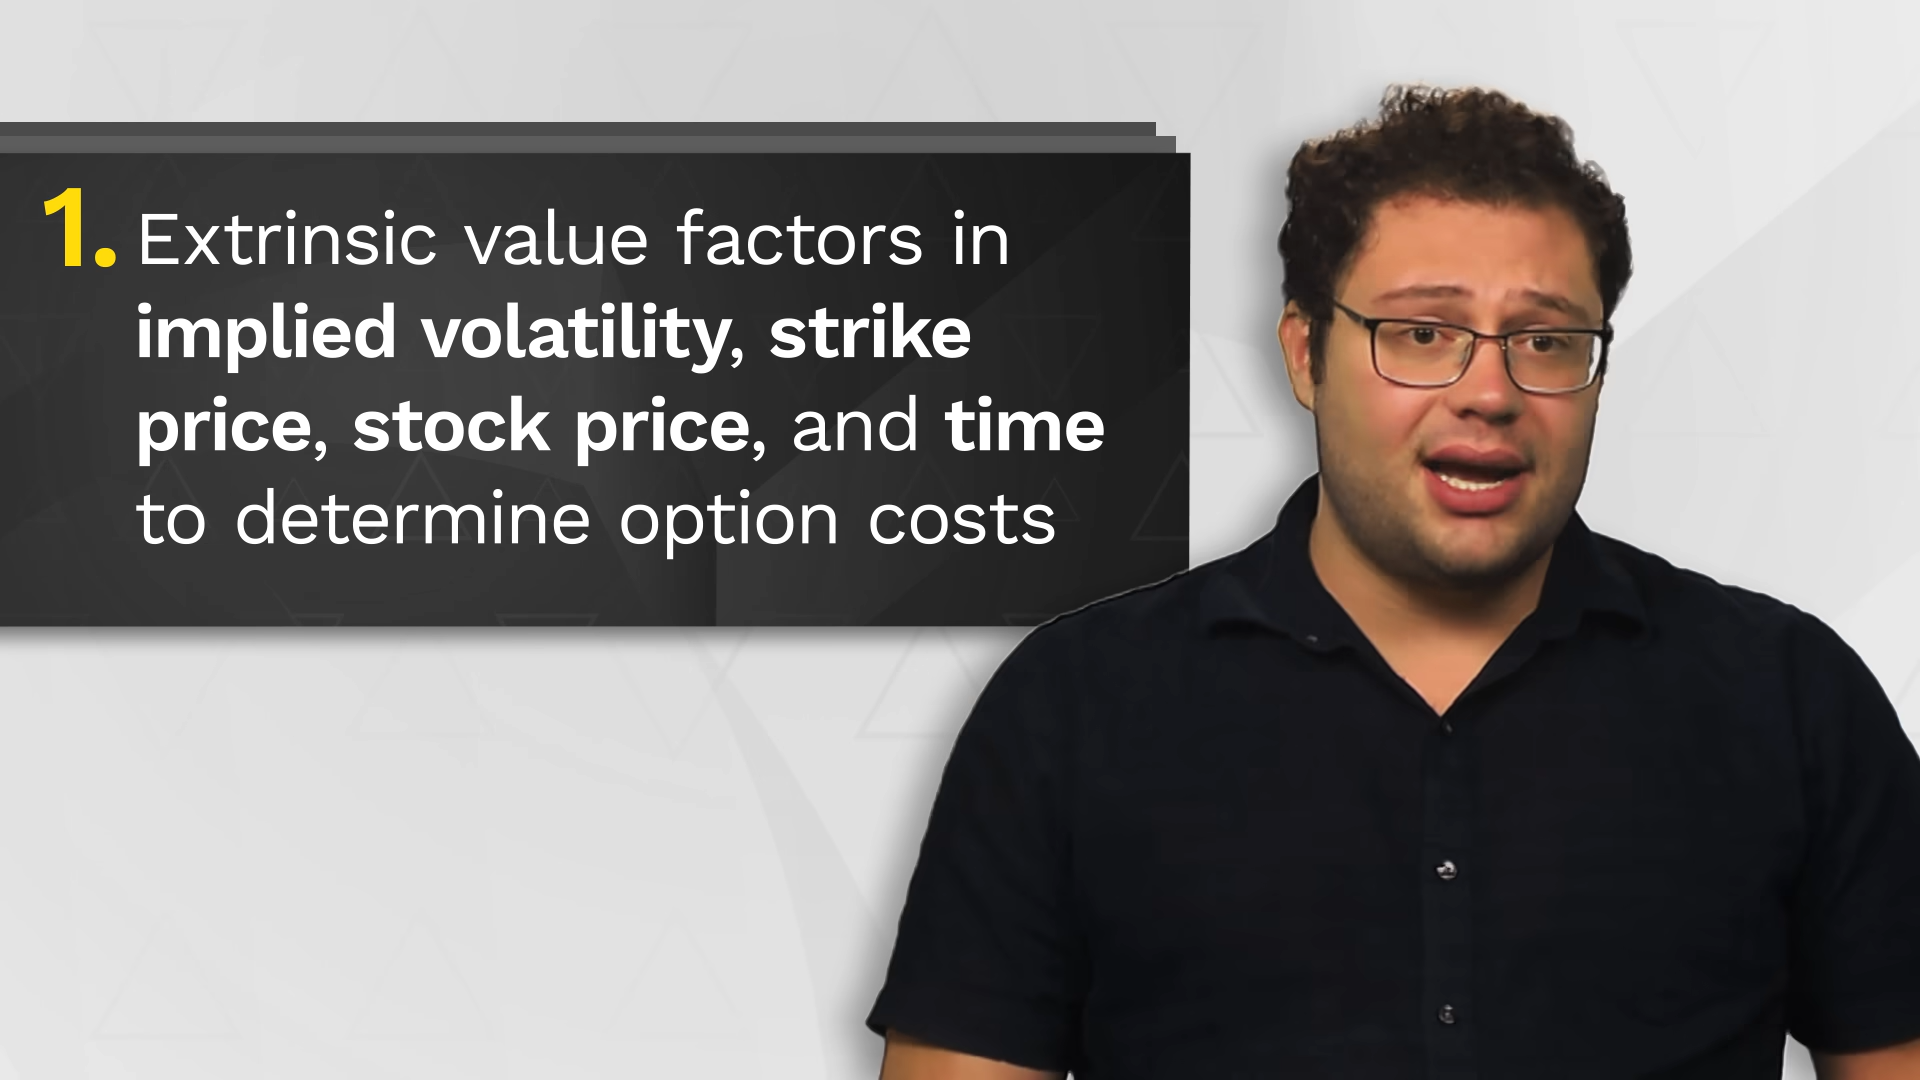 1. Extrinsic value factors in
implied volatility, strike
price, stock price, and time
to determine option costs